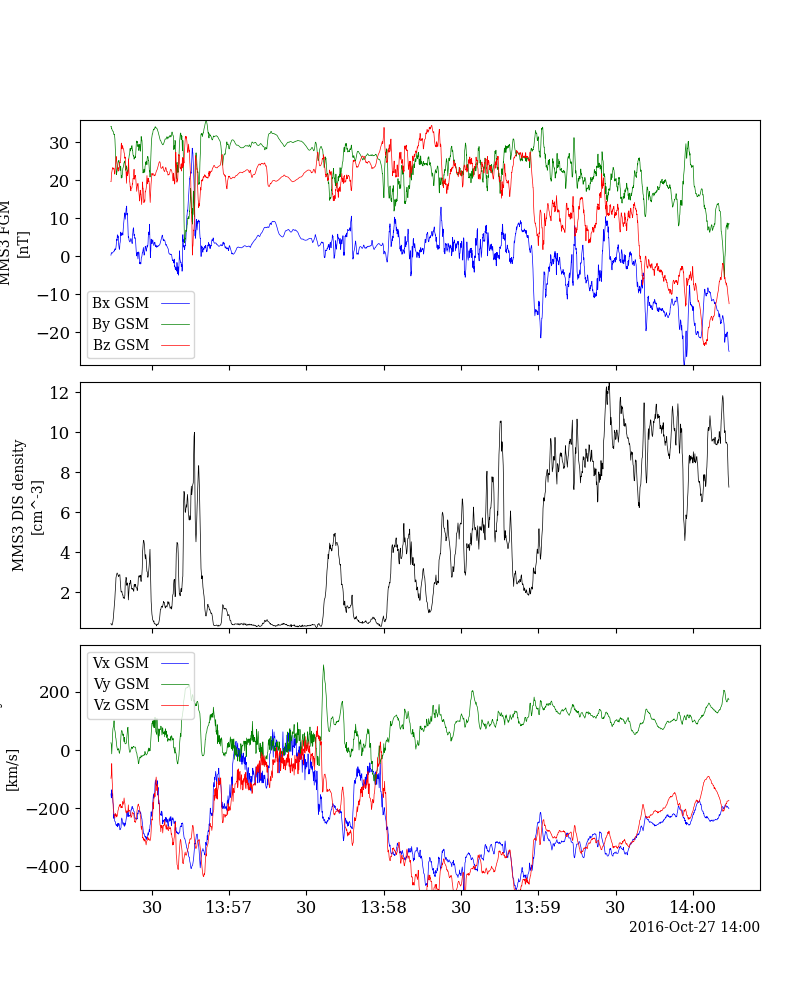 MMS3 FGM
[nT]
30
20
10
0
−10
−20
Bx GSM
By GSM
Bz GSM
MMS3 DIS density
[cm^-3]
12
10
8
6
4
2
[km/s]
200
0
−200
−400
Vx GSM
Vy GSM
Vz GSM
30
13:57
30
13:58
30
13:59
30
14:00
2016-Oct-27 14:00